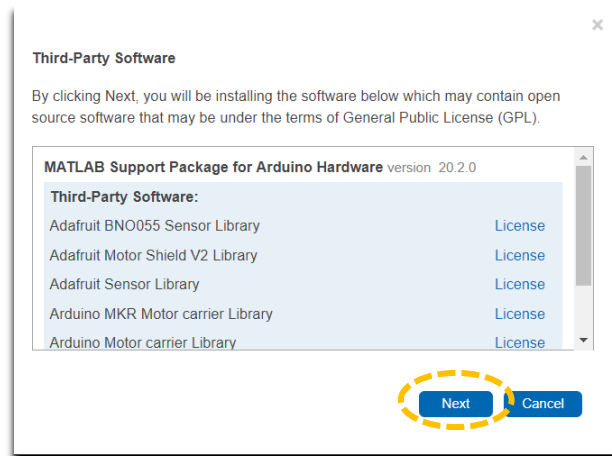 ×
Third-Party Software
By clicking Next, you will be installing the software below which may contain open
source software that may be under the terms of General Public License (GPL).
MATLAB Support Package for Arduino Hardware version 20.2.0
Third-Party Software:
Adafruit BNO055 Sensor Library License
Adafruit Motor Shield V2 Library License
Adafruit Sensor Library License
Arduino MKR Motor carrier Library License
Arduino Motor carrier Library License
Next Cancel